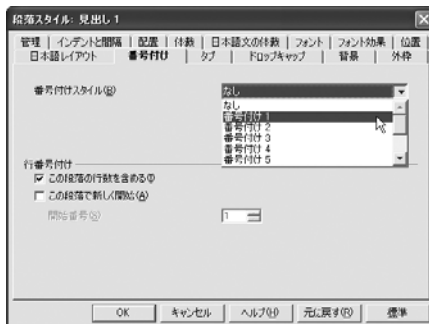 段落スタイル: 見出し 1
管理 インデントと間隔 配置 体裁 日本語文の体裁 フォント フォント効果 位置
日本語レイアウト 番号付け タブ ドロップキャップ 背景 外枠
番号付けスタイル(B) なし
なし
番号付け 1
番号付け 2
番号付け 3
番号付け 4
番号付け 5
行番号付け
この段落の行数を含める(I)
この段落で新しく開始(A)
開始番号(S) 1
OK キャンセル ヘルプ(H) 元に戻す(R) 標準